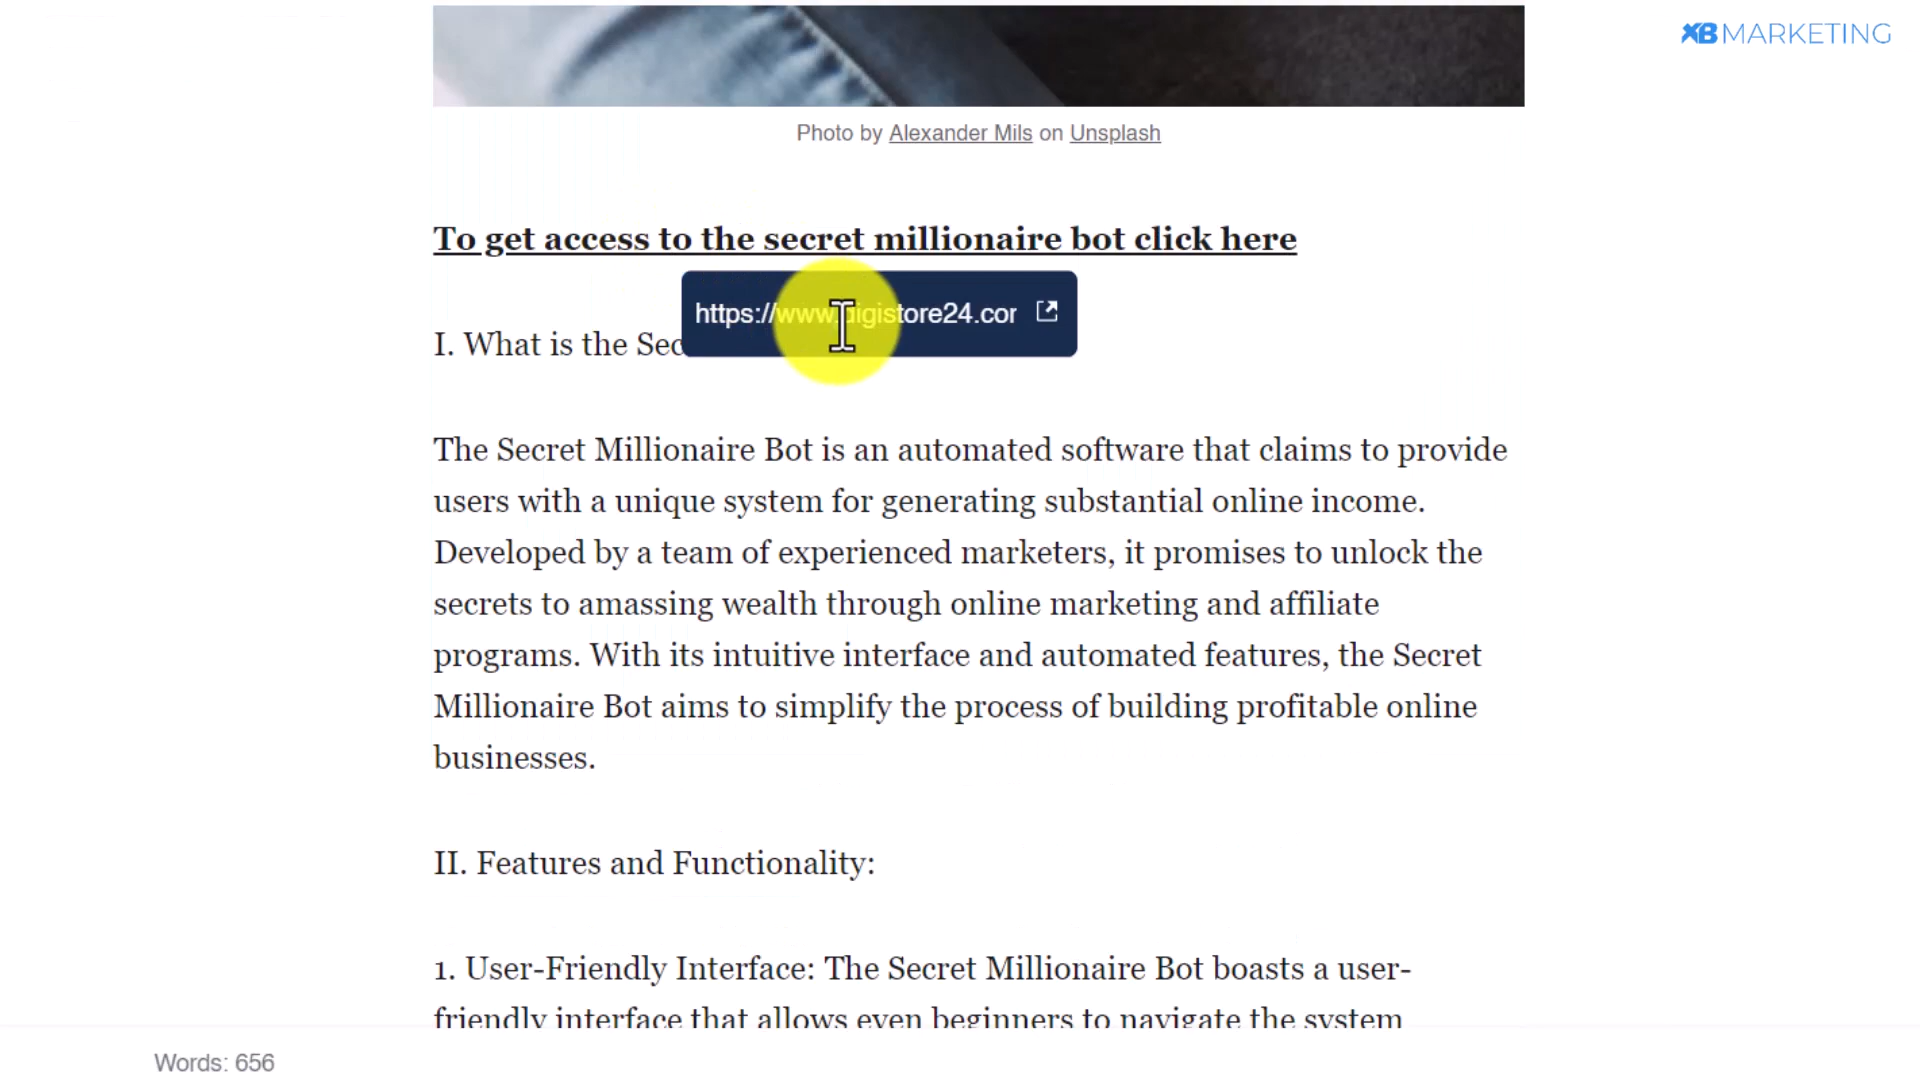 XB MARKETING
Photo by Alexander Mils on Unsplash
To get access to the secret millionaire bot click here
https://www.digistore24.cor
I. What is the Sec
The Secret Millionaire Bot is an automated software that claims to provide
users with a unique system for generating substantial online income.
Developed by a team of experienced marketers, it promises to unlock the
secrets to amassing wealth through online marketing and affiliate
programs. With its intuitive interface and automated features, the Secret
Millionaire Bot aims to simplify the process of building profitable online
businesses.
II. Features and Functionality:
1. User-Friendly Interface: The Secret Millionaire Bot boasts a user-
friendly interface that allows even beginners to navigate the system
Words: 656